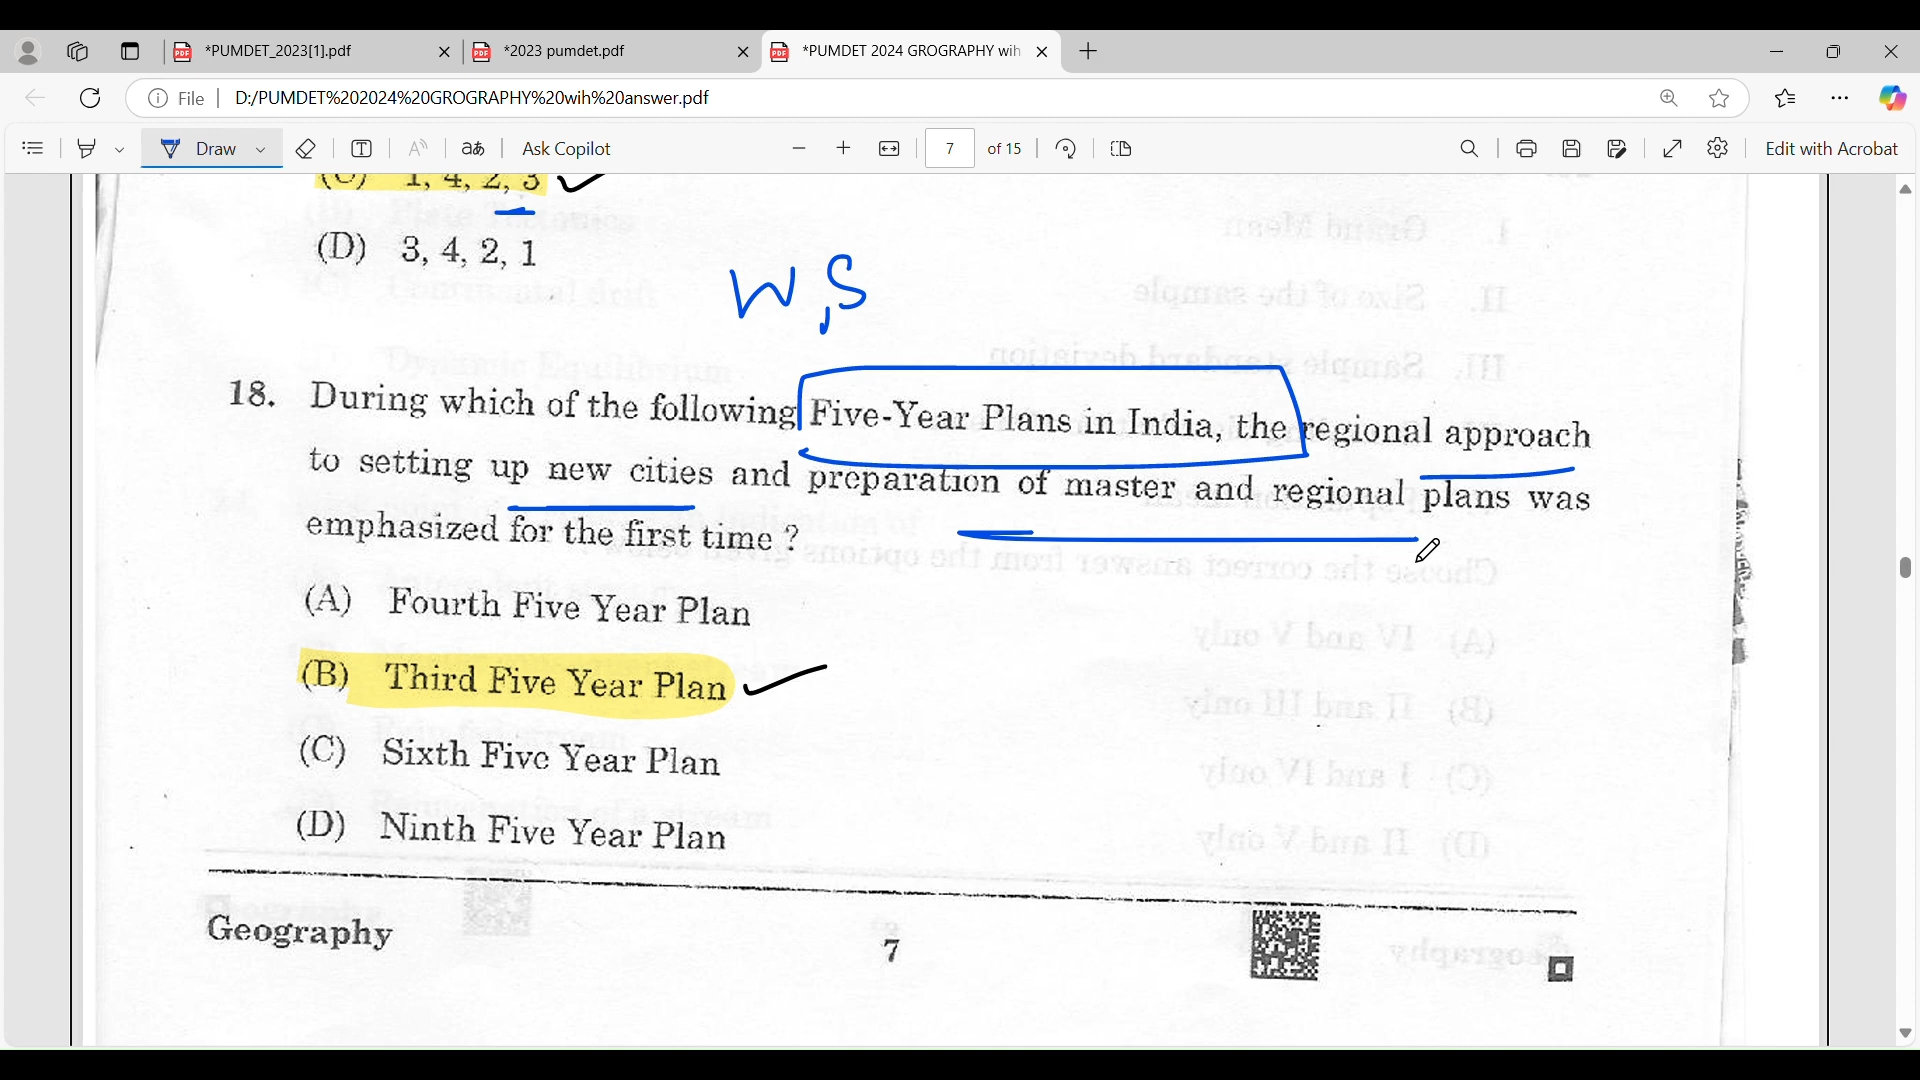 *PUMDET_2023[1].pdf
*2023 pumdet.pdf
*PUMDET 2024 GROGRAPHY wih
File
D:/PUMDET%202024%20GROGRAPHY%20wih%20answer.pdf
Draw
Ask Copilot
7 of 15
Edit with Acrobat
(C) 1, 4, 2, 3
(D) 3, 4, 2, 1
W, S
18. During which of the following Five-Year Plans in India, the regional approach
to setting up new cities and preparation of master and regional plans was
emphasized for the first time ?
(A) Fourth Five Year Plan
(B) Third Five Year Plan
(C) Sixth Five Year Plan
(D) Ninth Five Year Plan
Geography
7